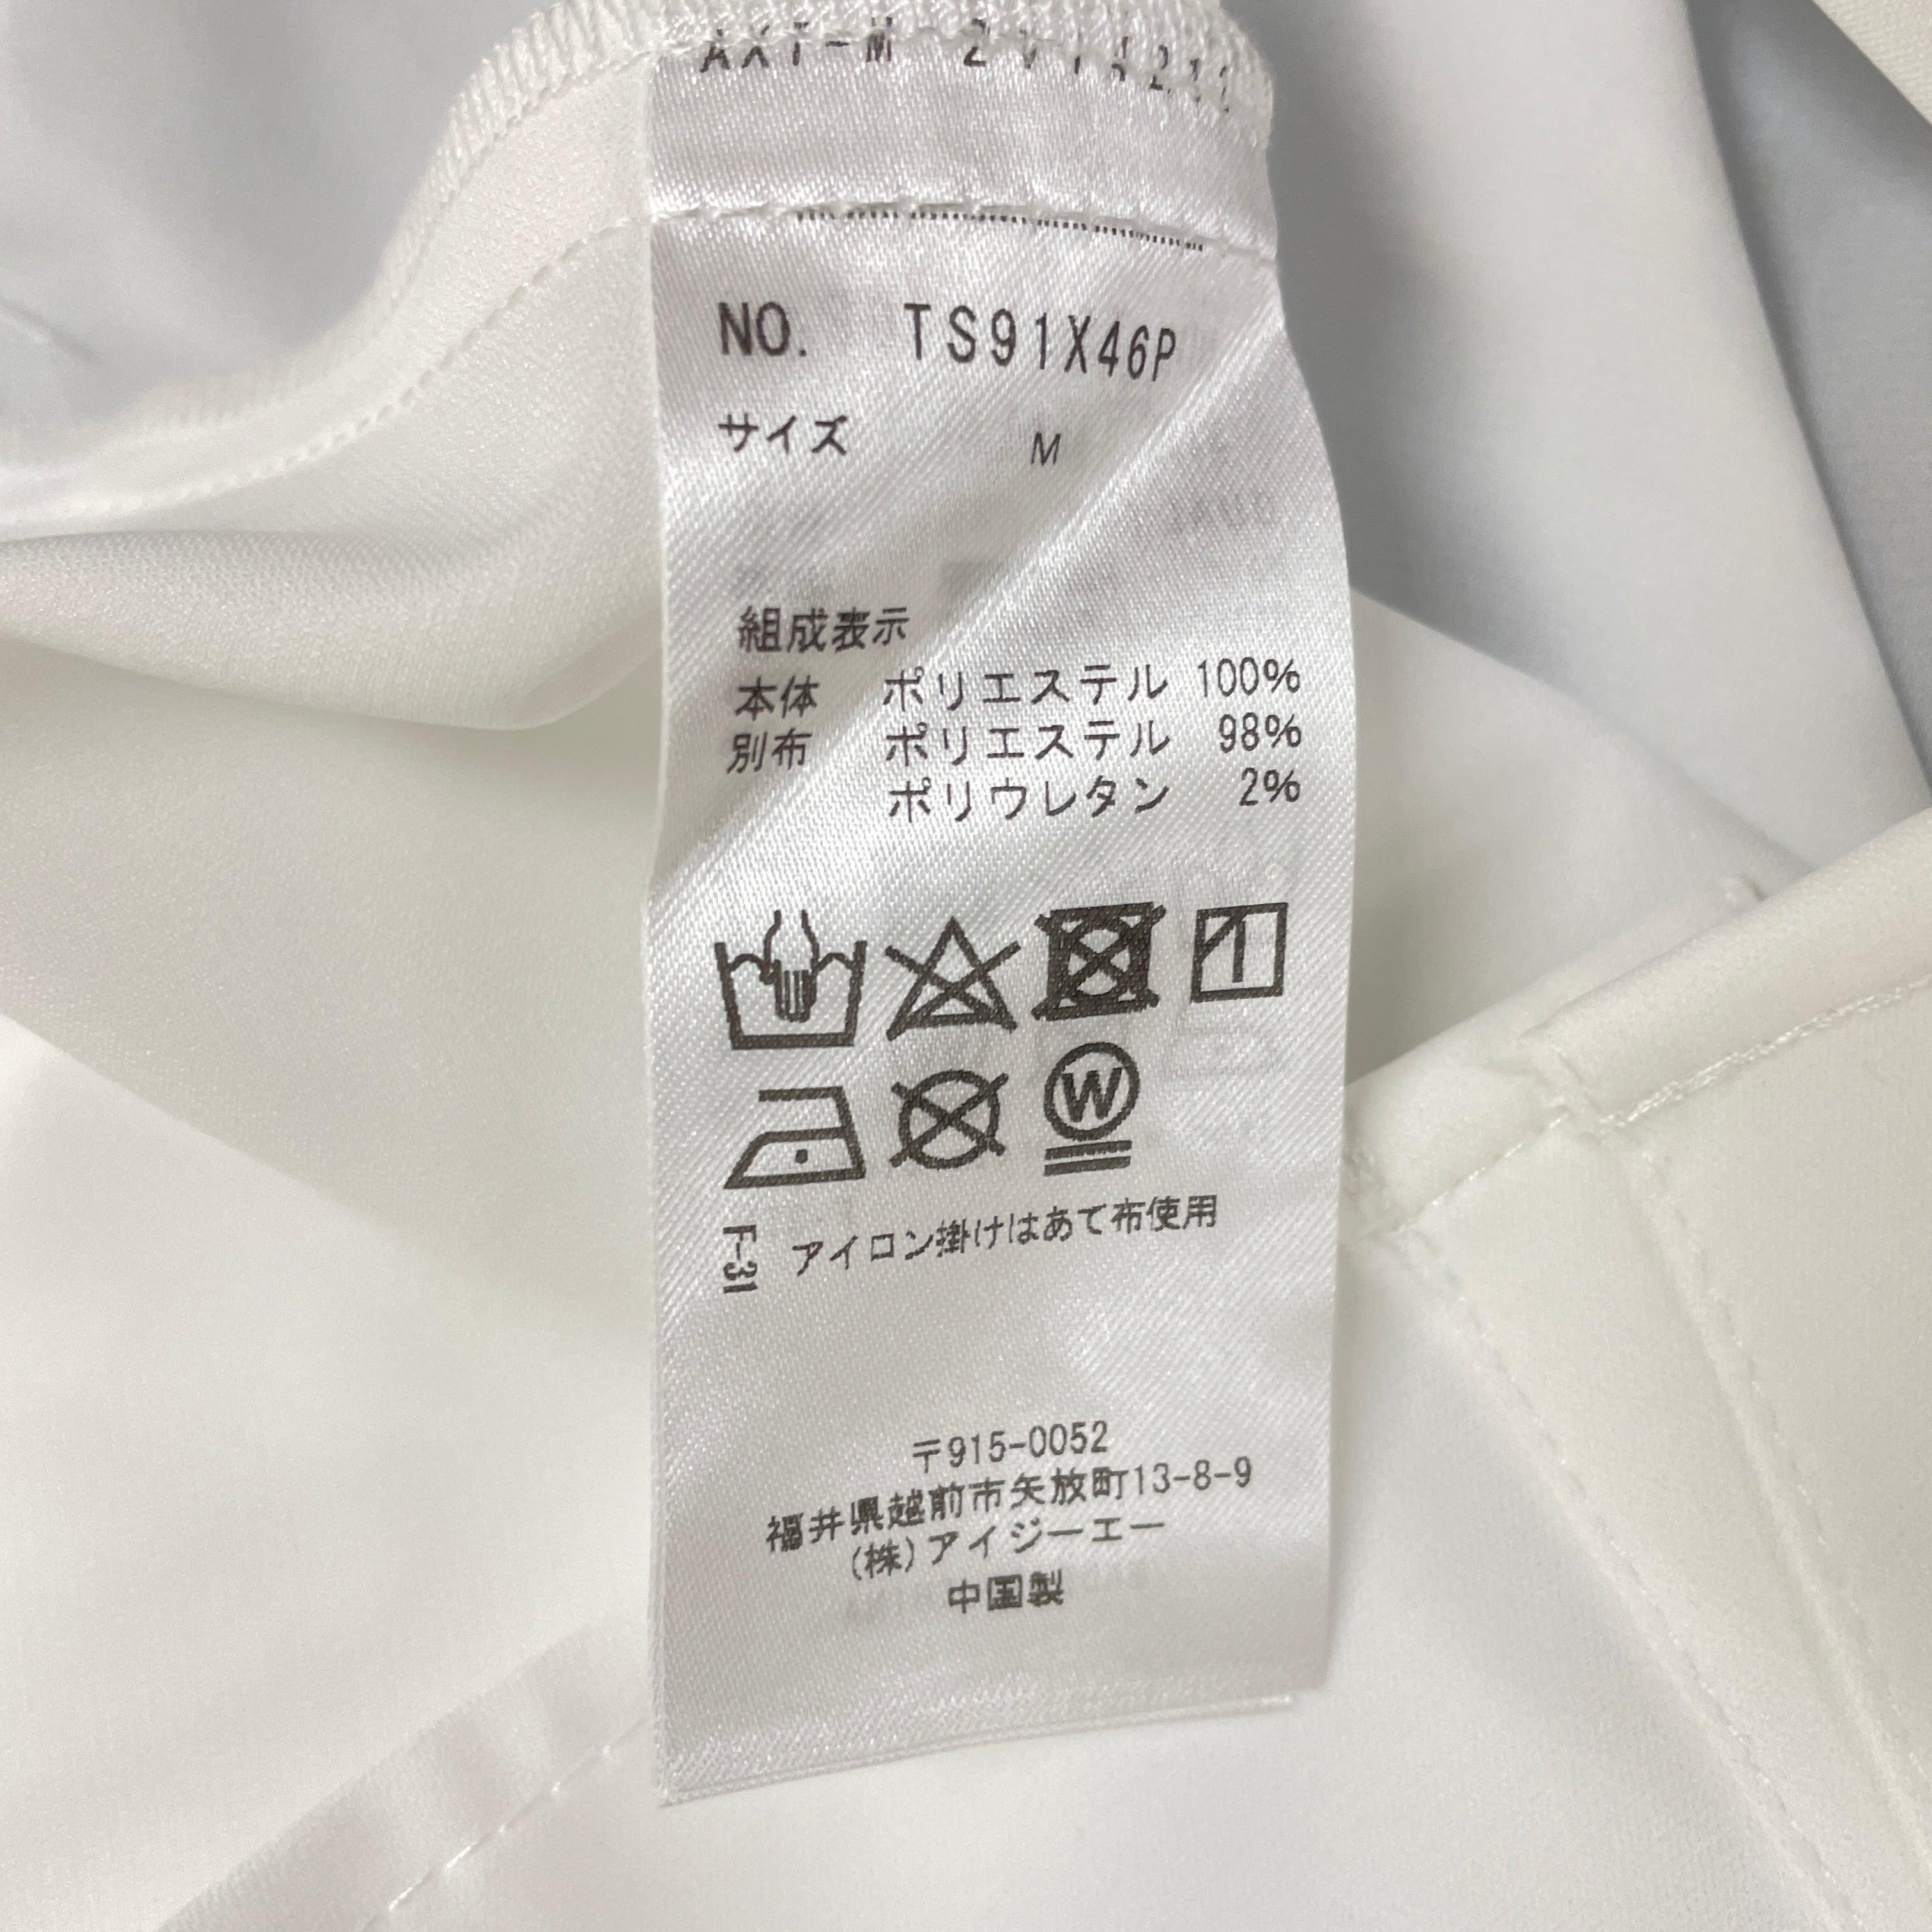 NO. TS91X46P
サイズ M
組成表示
本体 ポリエステル 100%
別布 ポリエステル 98%
ポリウレタン 2%
W
F-31 アイロン掛けはあて布使用
〒915-0052
福井県越前市矢放町13-8-9
(株)アイジーエー
中国製